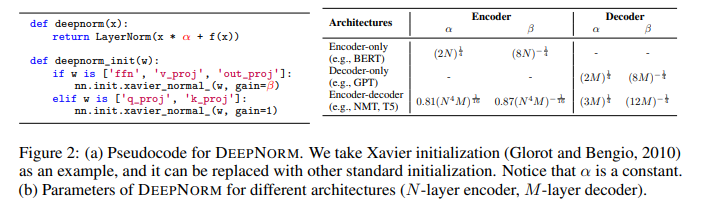 def deepnorm(x):
    return LayerNorm(x * α + f(x))
def deepnorm_init(w):
    if w is ['ffn', 'v_proj', 'out_proj']:
        nn.init.xavier_normal_(w, gain=β)
    elif w is ['q_proj', 'k_proj']:
        nn.init.xavier_normal_(w, gain=1)
Architectures Encoder Decoder
α β α β
Encoder-only
(e.g., BERT) (2N)^{1/4} (8N)^{-1/4} - -
Decoder-only
(e.g., GPT) - - (2M)^{1/4} (8M)^{-1/4}
Encoder-decoder
(e.g., NMT, T5) 0.81(N^4M)^{1/16} 0.87(N^4M)^{-1/16} (3M)^{1/4} (12M)^{-1/4}
Figure 2: (a) Pseudocode for DEEPNORM. We take Xavier initialization (Glorot and Bengio, 2010)
as an example, and it can be replaced with other standard initialization. Notice that α is a constant.
(b) Parameters of DEEPNORM for different architectures (N-layer encoder, M-layer decoder).